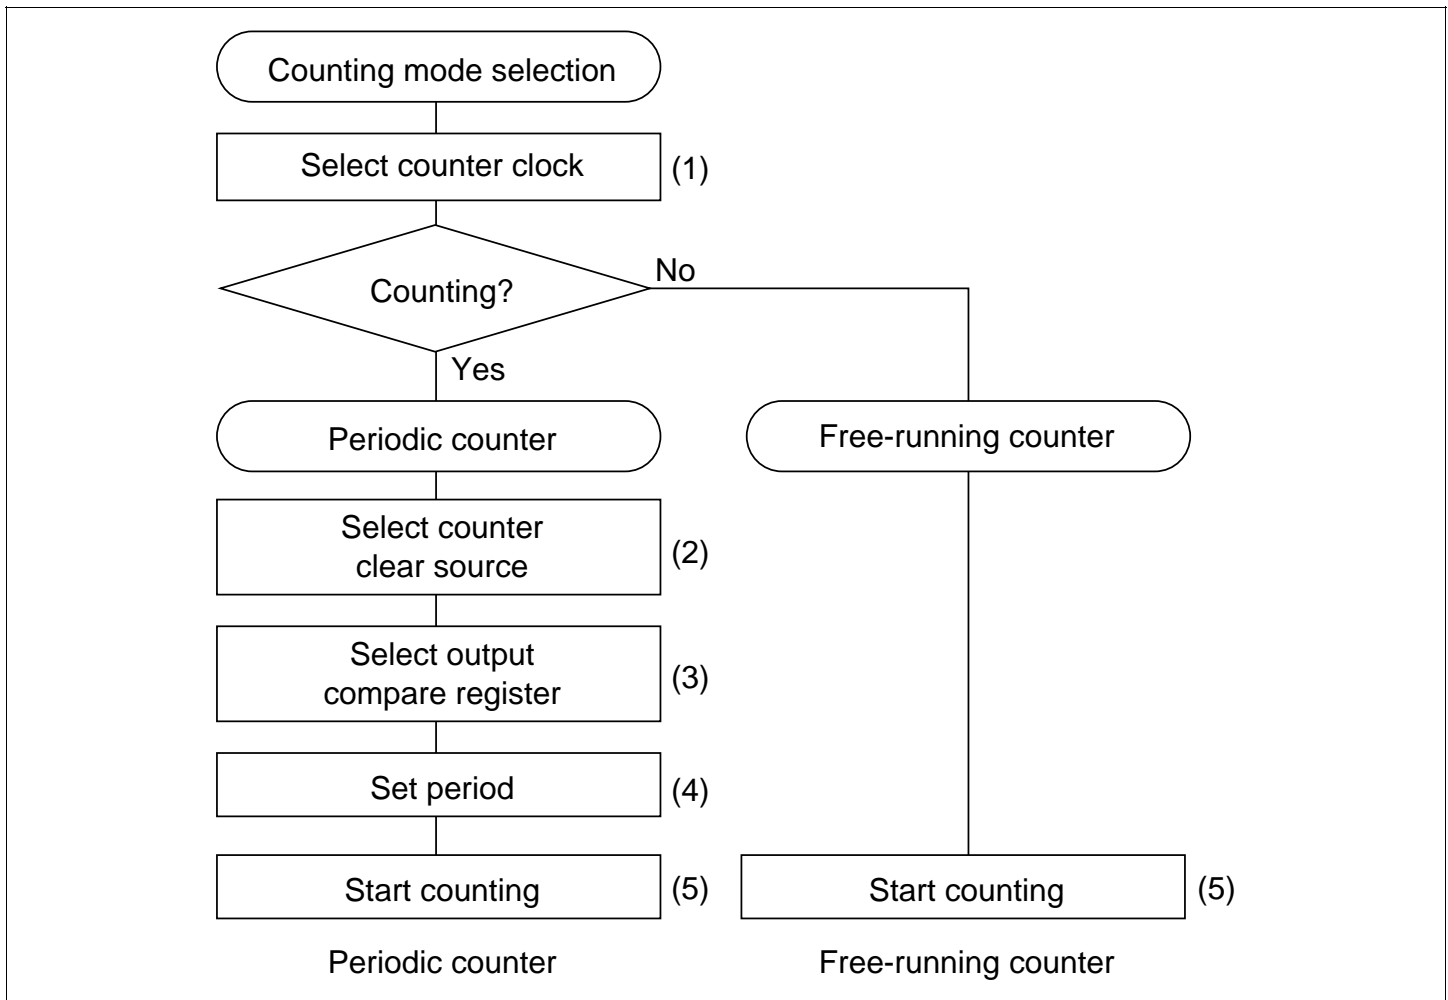 Counting mode selection
Select counter clock
(1)
Counting?
No
Yes
Periodic counter
Free-running counter
Select counter
clear source
(2)
Select output
compare register
(3)
Set period
(4)
Start counting
(5)
Start counting
(5)
Periodic counter
Free-running counter